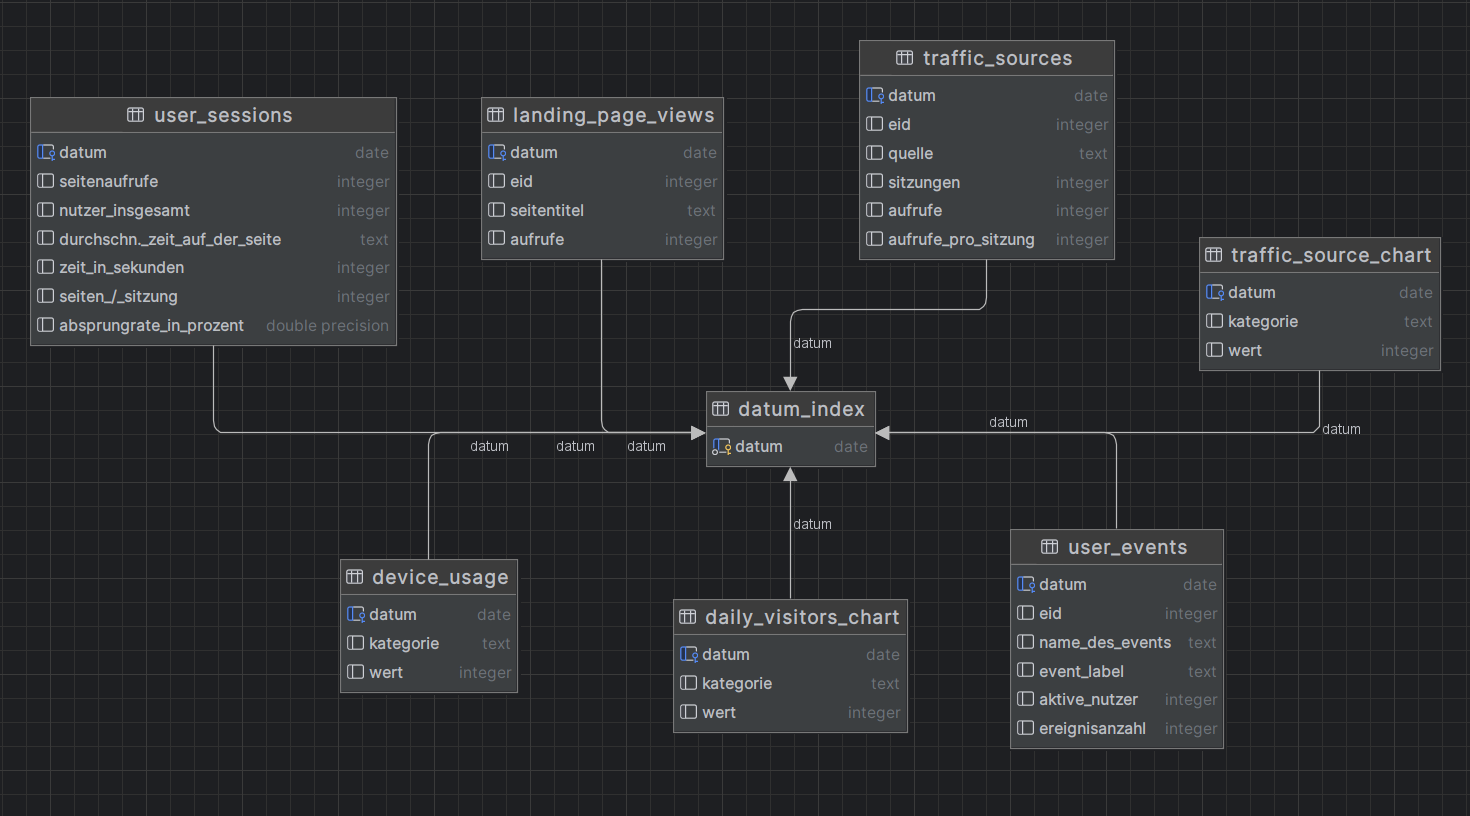 user_sessions
datum date
seitenaufrufe integer
nutzer_insgesamt integer
durchschn._zeit_auf_der_seite text
zeit_in_sekunden integer
seiten_/_sitzung integer
absprungrate_in_prozent double precision
landing_page_views
datum date
eid integer
seitentitel text
aufrufe integer
traffic_sources
datum date
eid integer
quelle text
sitzungen integer
aufrufe integer
aufrufe_pro_sitzung integer
traffic_source_chart
datum date
kategorie text
wert integer
datum
datum_index
datum date
datum
datum
datum
datum
datum
datum
device_usage
datum date
kategorie text
wert integer
daily_visitors_chart
datum date
kategorie text
wert integer
user_events
datum date
eid integer
name_des_events text
event_label text
aktive_nutzer integer
ereignisanzahl integer